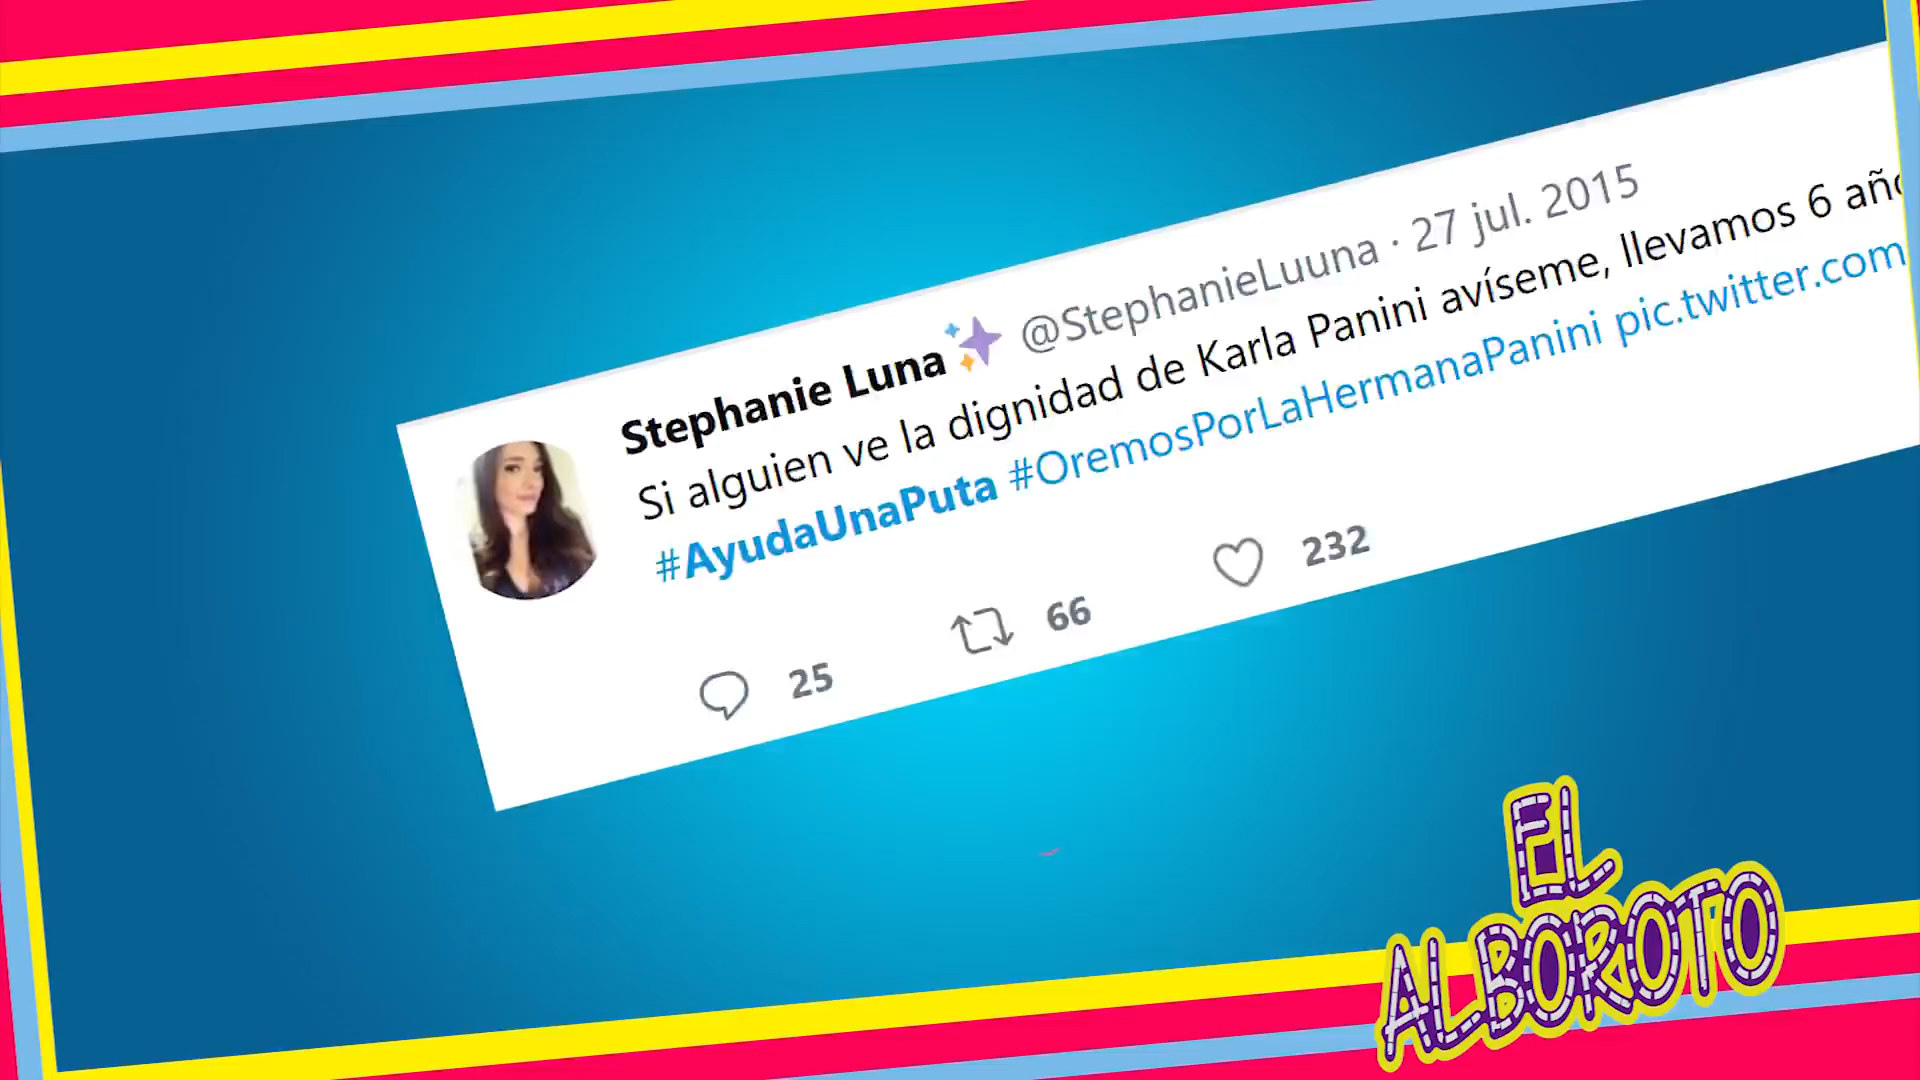 Stephanie Luna @StephanieLuuna · 27 jul. 2015
Si alguien ve la dignidad de Karla Panini avíseme, llevamos 6
#AyudaUnaPuta #OremosPorLaHermanaPanini pic.twitter.com
25 66 232
EL
ALBOROTO